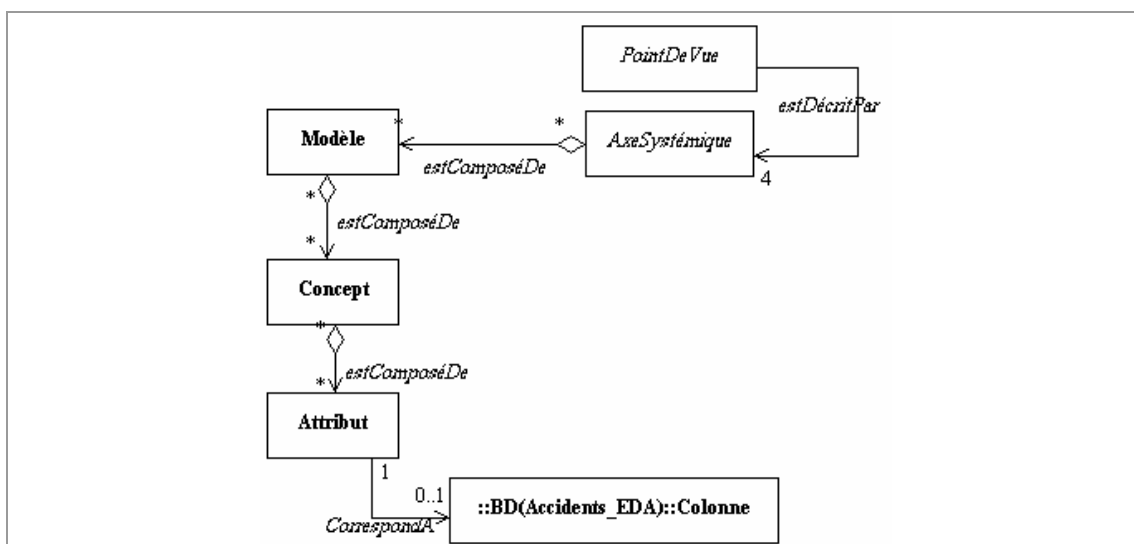 PointDeVue
estDécritPar
Modèle
*
*
AxeSystémique
estComposéDe
4
*
estComposéDe
*
Concept
*
*
estComposéDe
Attribut
1
0..1
::BD(Accidents_EDA)::Colonne
CorrespondA